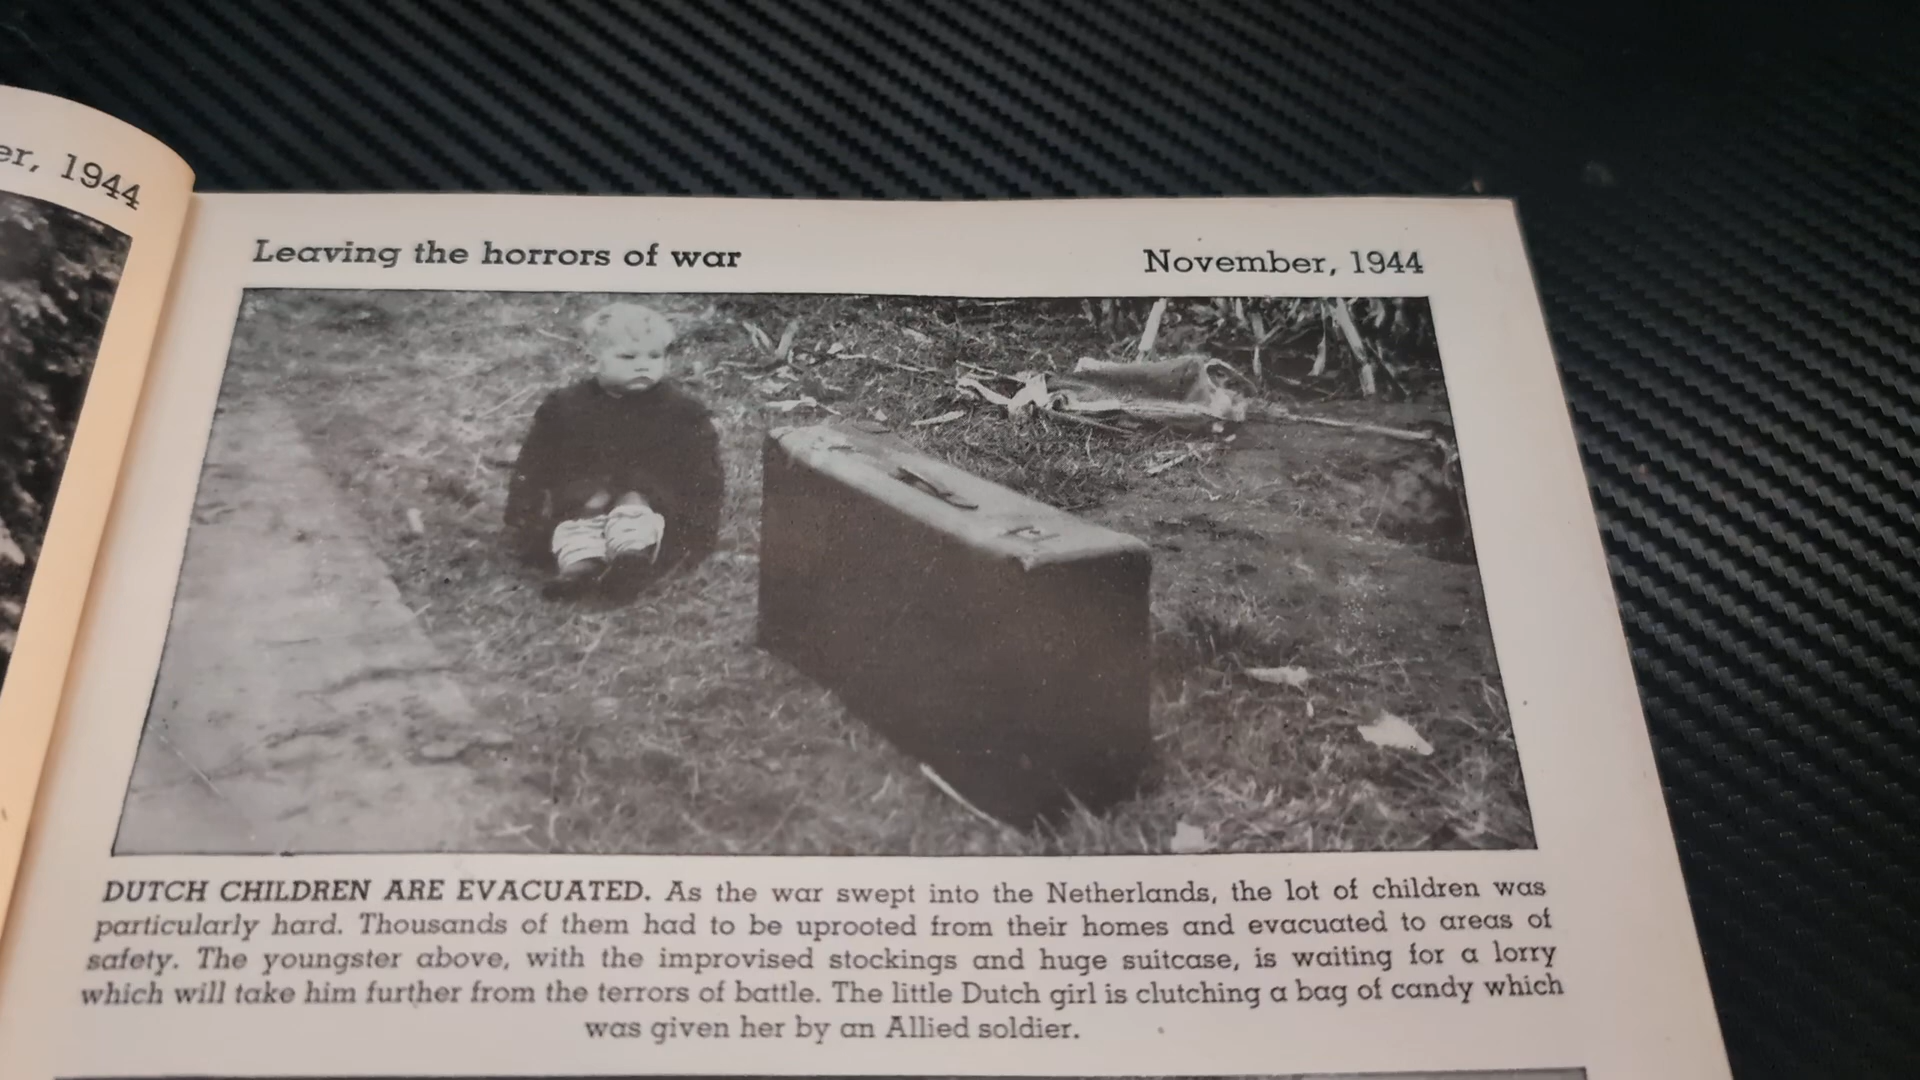 er, 1944
Leaving the horrors of war
November, 1944
DUTCH CHILDREN ARE EVACUATED. As the war swept into the Netherlands, the lot of children was
particularly hard. Thousands of them had to be uprooted from their homes and evacuated to areas of
safety. The youngster above, with the improvised stockings and huge suitcase, is waiting for a lorry
which will take him further from the terrors of battle. The little Dutch girl is clutching a bag of candy which
was given her by an Allied soldier.